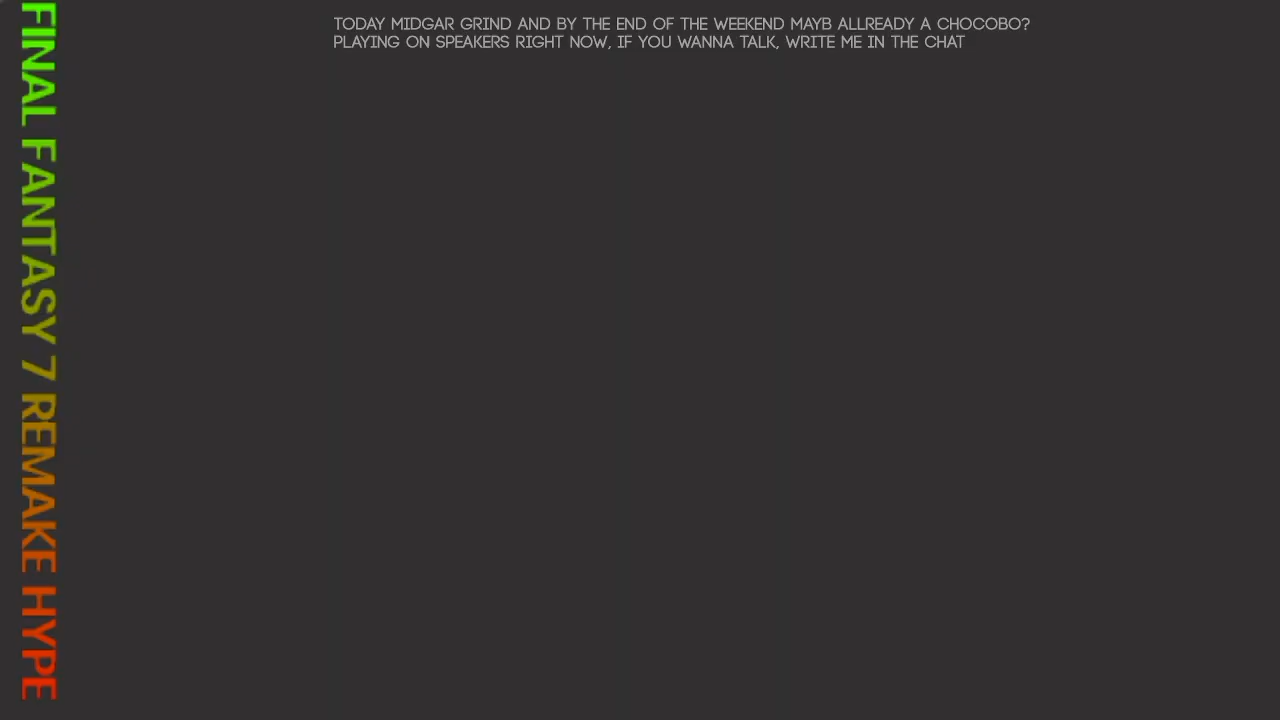 TODAY MIDGAR GRIND AND BY THE END OF THE WEEKEND MAYB ALLREADY A CHOCOBO?
PLAYING ON SPEAKERS RIGHT NOW, IF YOU WANNA TALK, WRITE ME IN THE CHAT
FINAL FANTASY 7 REMAKE HYPE